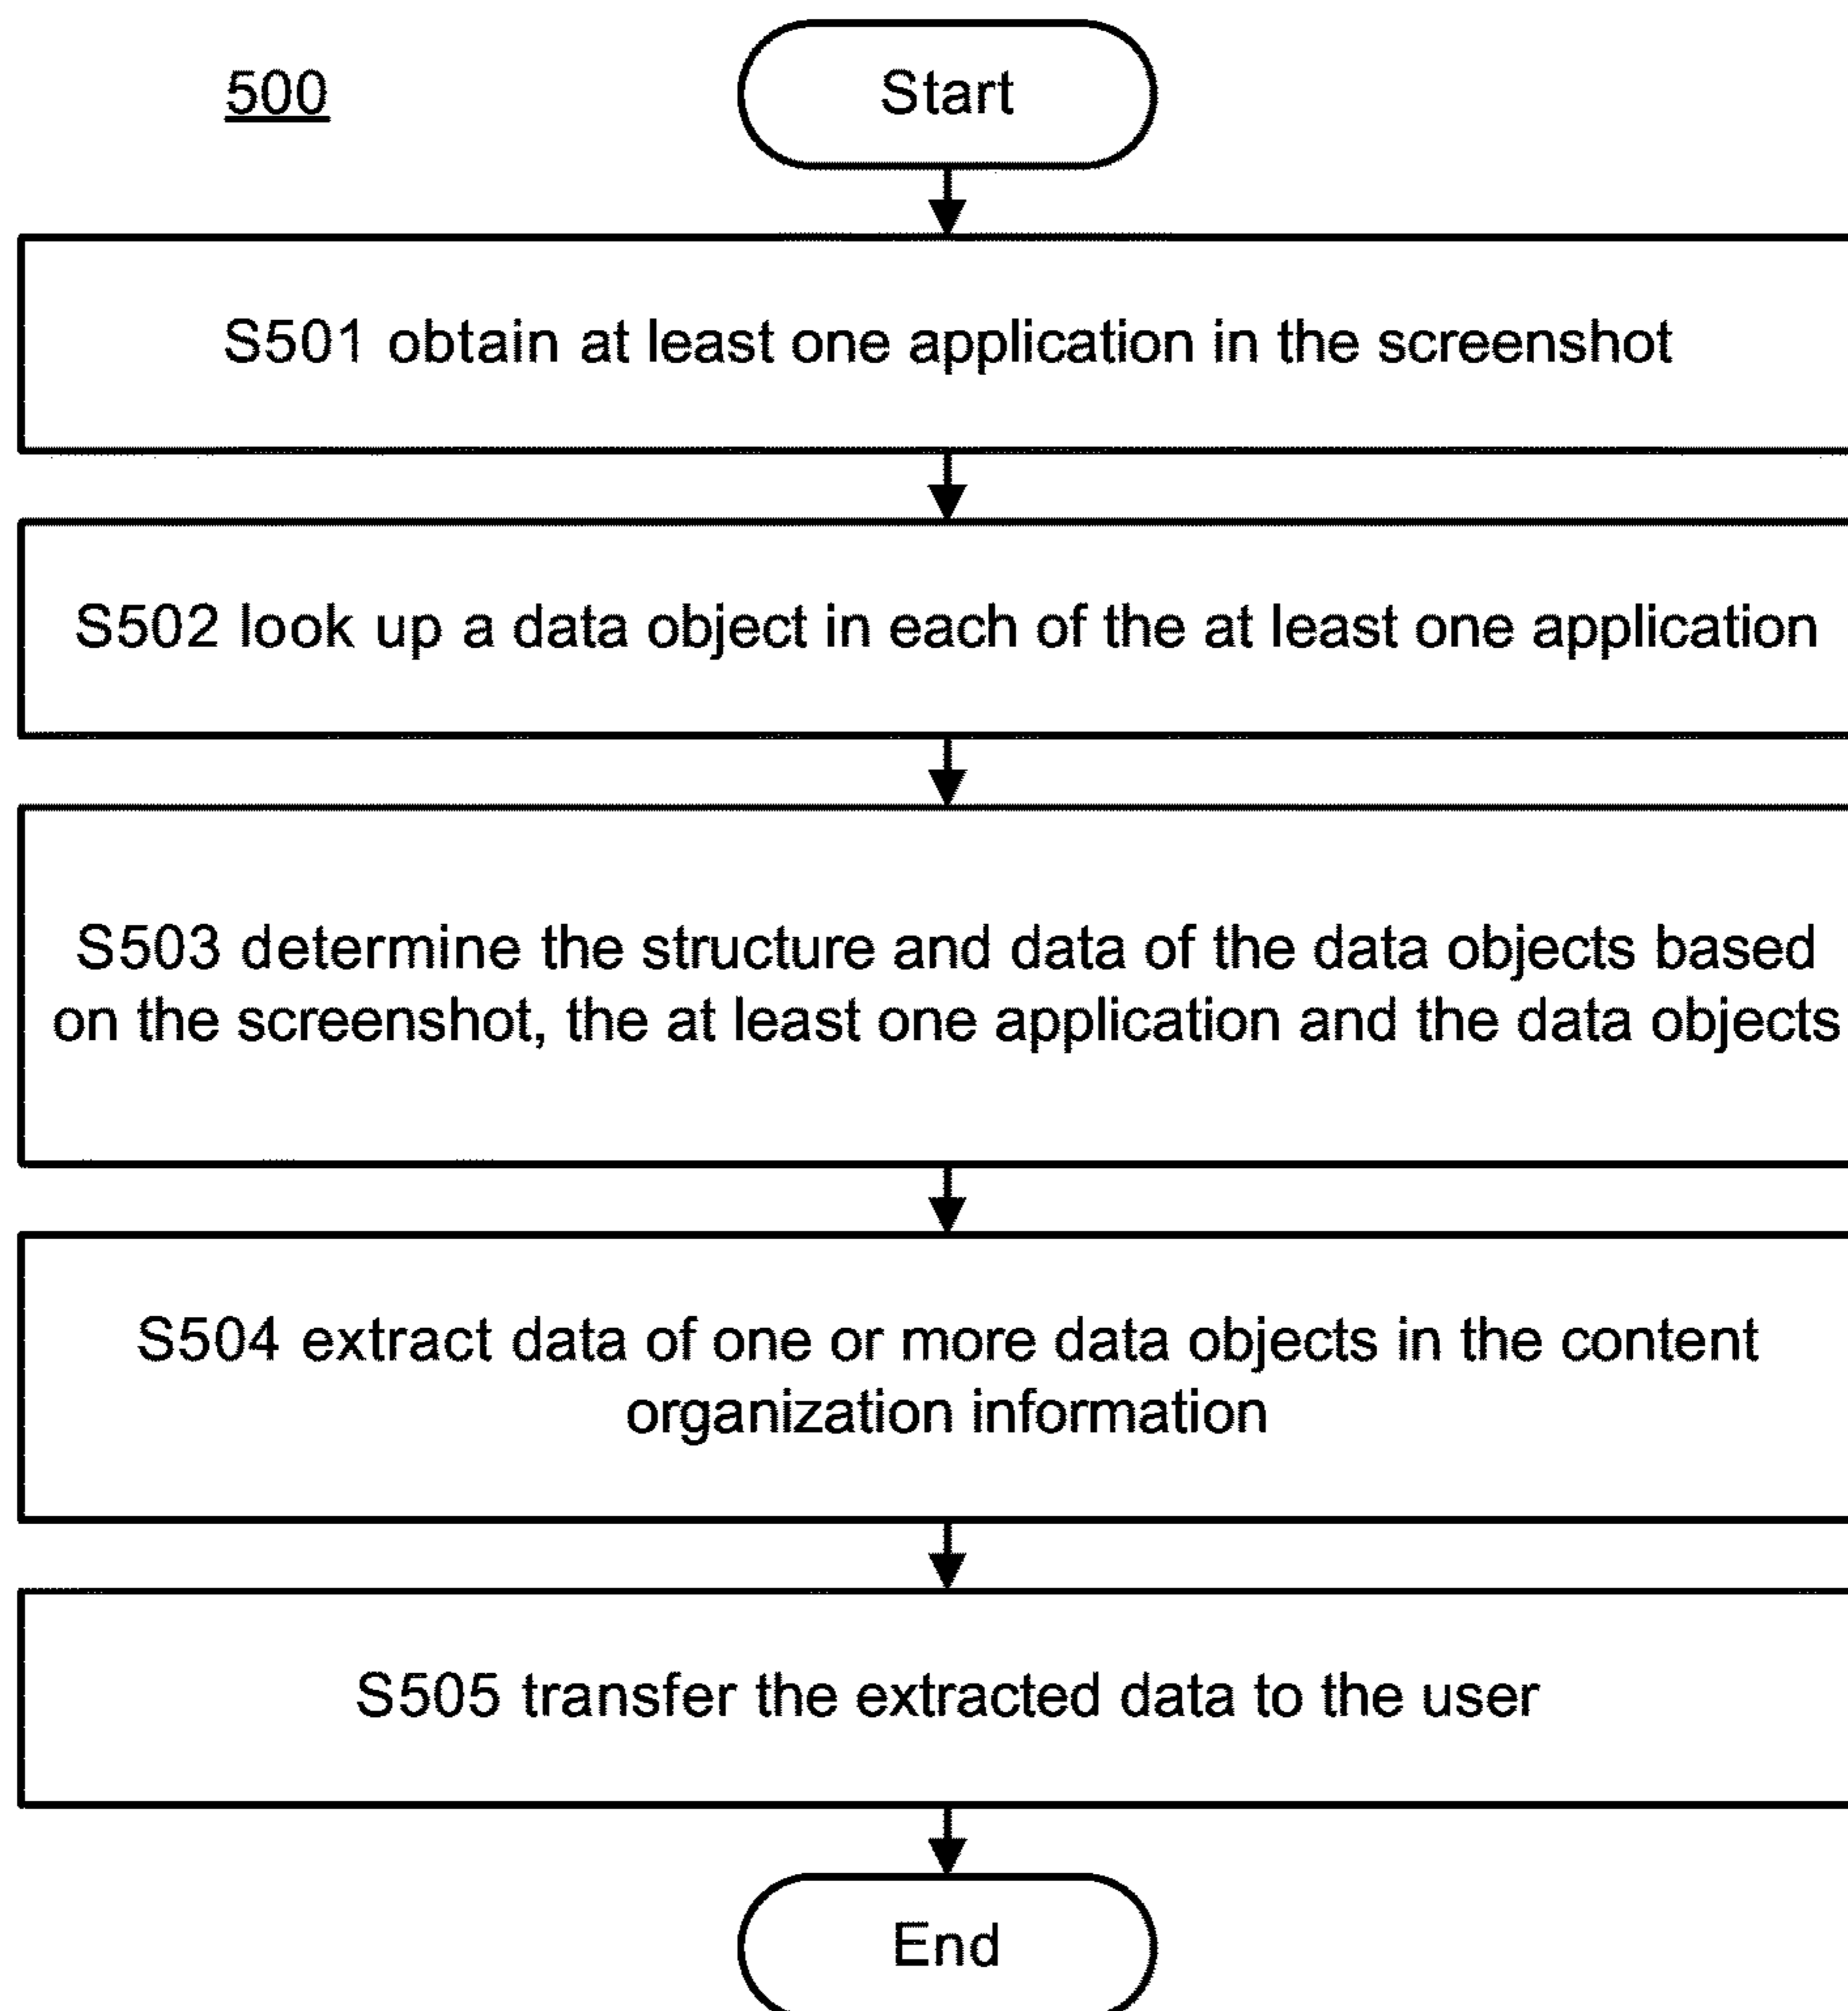 500
Start
S501 obtain at least one application in the screenshot
S502 look up a data object in each of the at least one application
S503 determine the structure and data of the data objects based
on the screenshot, the at least one application and the data objects
S504 extract data of one or more data objects in the content
organization information
S505 transfer the extracted data to the user
End